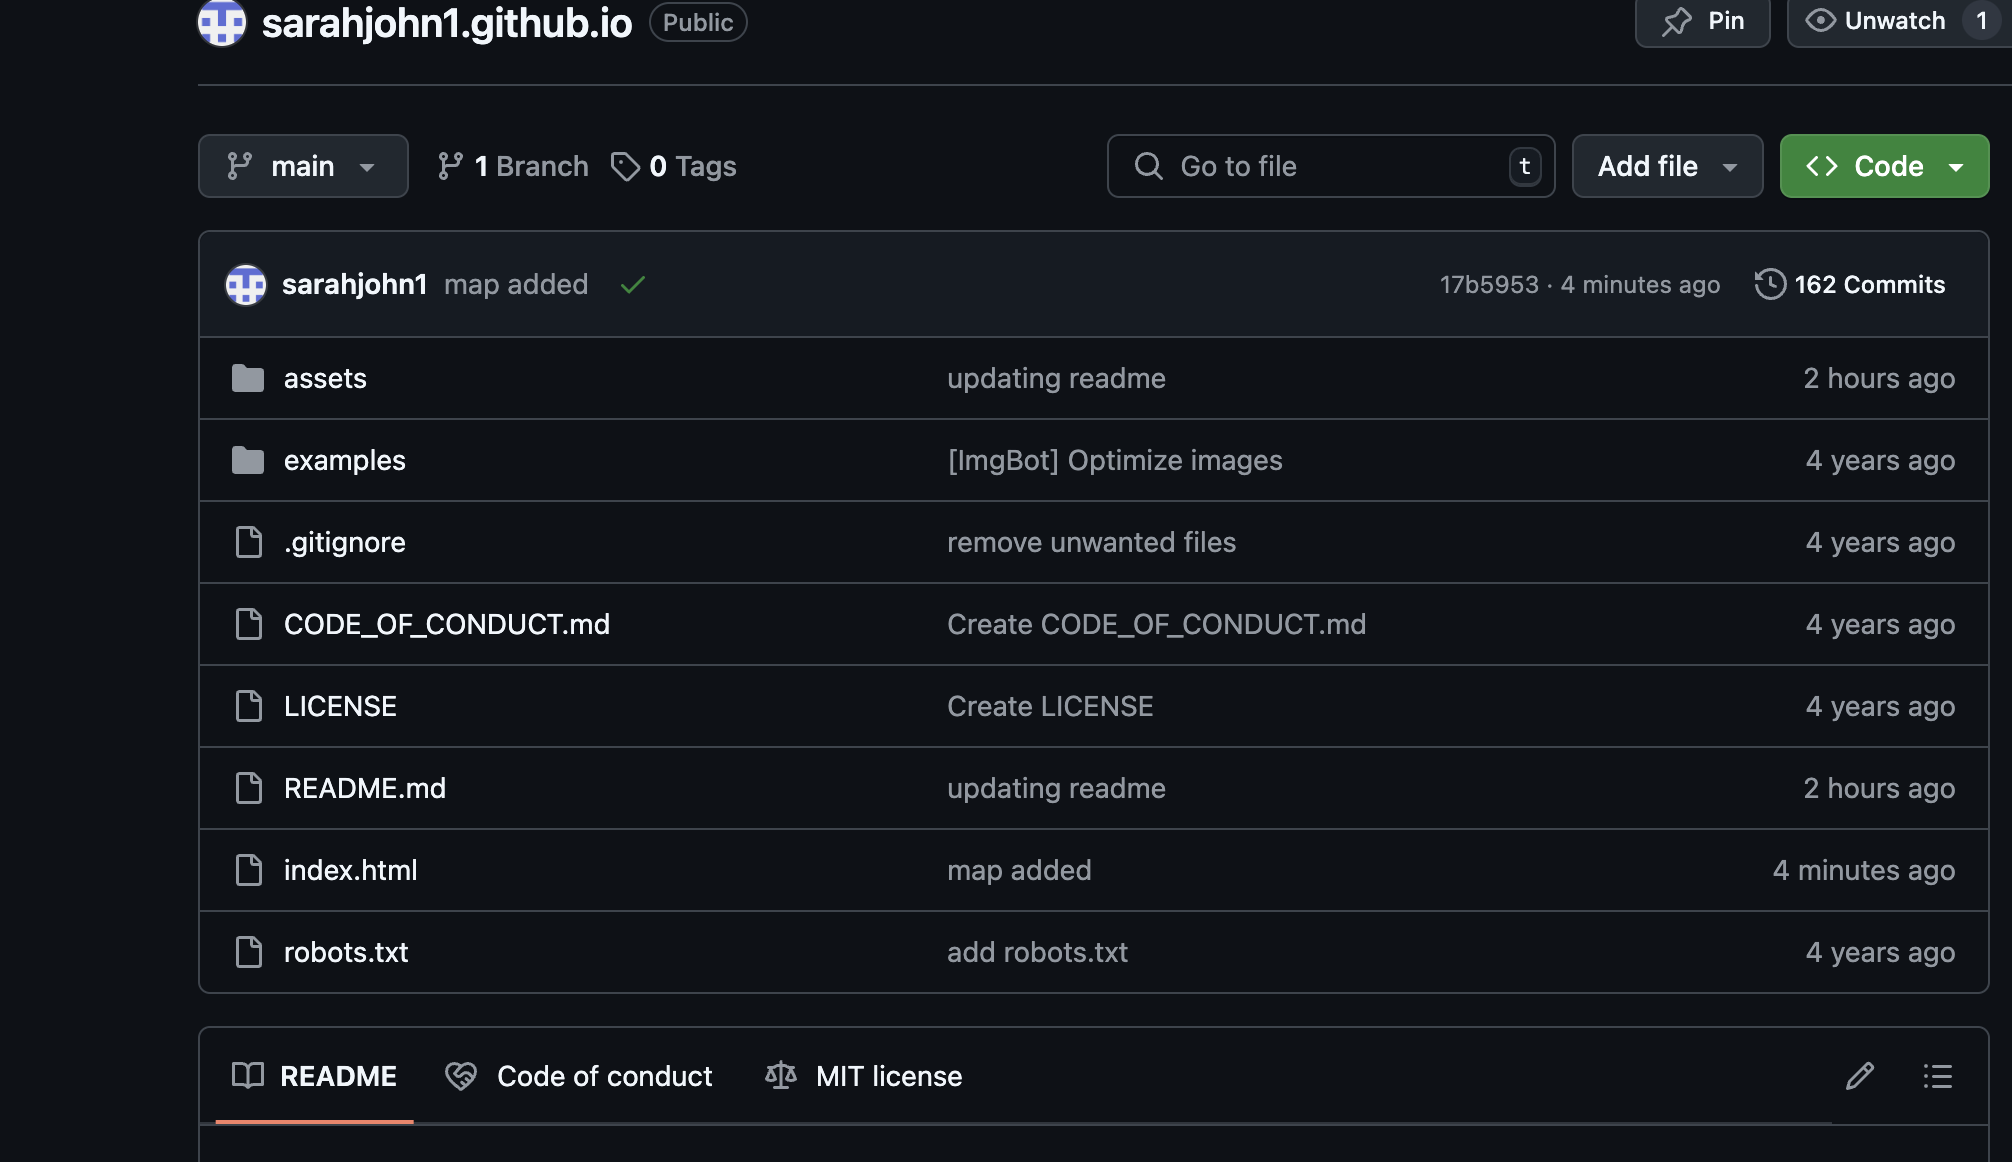 sarahjohn1.github.io Public Pin Unwatch 1
main 1 Branch 0 Tags Go to file t Add file Code
sarahjohn1 map added 17b5953 · 4 minutes ago 162 Commits
assets updating readme 2 hours ago
examples [ImgBot] Optimize images 4 years ago
.gitignore remove unwanted files 4 years ago
CODE_OF_CONDUCT.md Create CODE_OF_CONDUCT.md 4 years ago
LICENSE Create LICENSE 4 years ago
README.md updating readme 2 hours ago
index.html map added 4 minutes ago
robots.txt add robots.txt 4 years ago
README Code of conduct MIT license